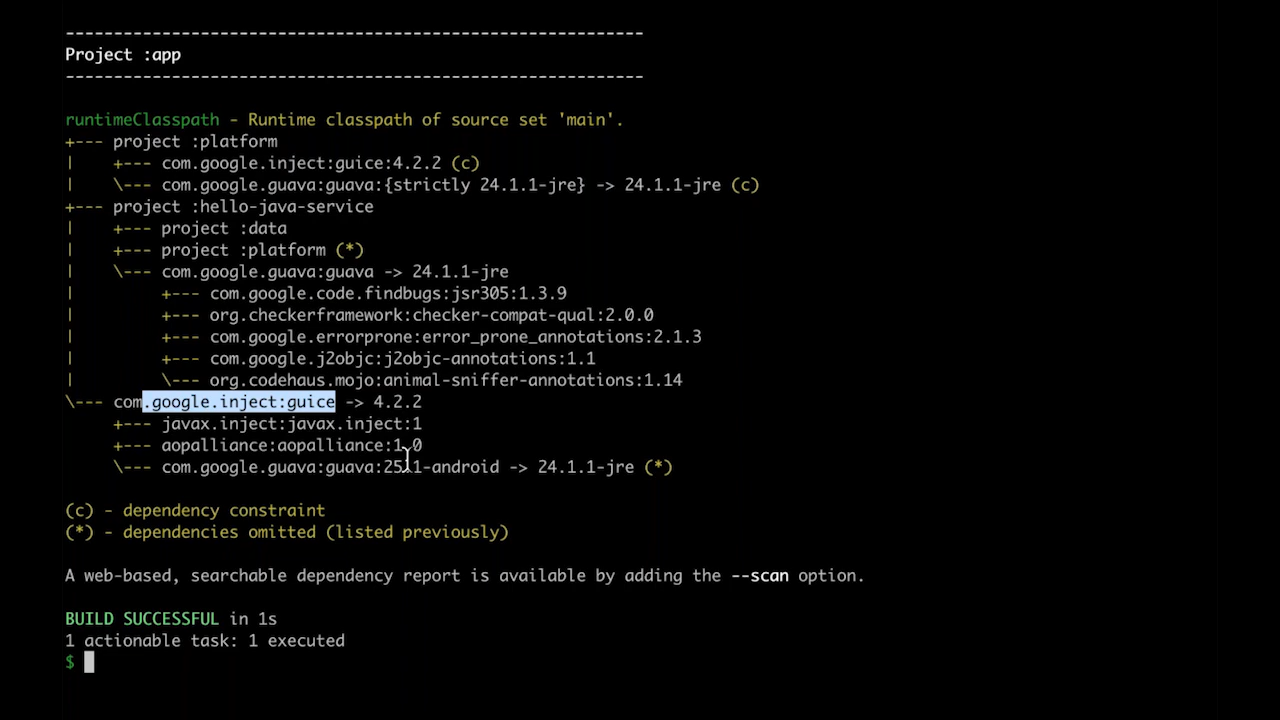 ------------------------------------------------------------
Project :app
------------------------------------------------------------
runtimeClasspath - Runtime classpath of source set 'main'.
+--- project :platform
|    +--- com.google.inject:guice:4.2.2 (c)
|    \--- com.google.guava:guava:{strictly 24.1.1-jre} -> 24.1.1-jre (c)
+--- project :hello-java-service
|    +--- project :data
|    +--- project :platform (*)
|    \--- com.google.guava:guava -> 24.1.1-jre
|         +--- com.google.code.findbugs:jsr305:1.3.9
|         +--- org.checkerframework:checker-compat-qual:2.0.0
|         +--- com.google.errorprone:error_prone_annotations:2.1.3
|         +--- com.google.j2objc:j2objc-annotations:1.1
|         \--- org.codehaus.mojo:animal-sniffer-annotations:1.14
\--- com.google.inject:guice -> 4.2.2
     +--- javax.inject:javax.inject:1
     +--- aopalliance:aopalliance:1.0
     \--- com.google.guava:guava:25.1-android -> 24.1.1-jre (*)
(c) - dependency constraint
(*) - dependencies omitted (listed previously)
A web-based, searchable dependency report is available by adding the --scan option.
BUILD SUCCESSFUL in 1s
1 actionable task: 1 executed
$